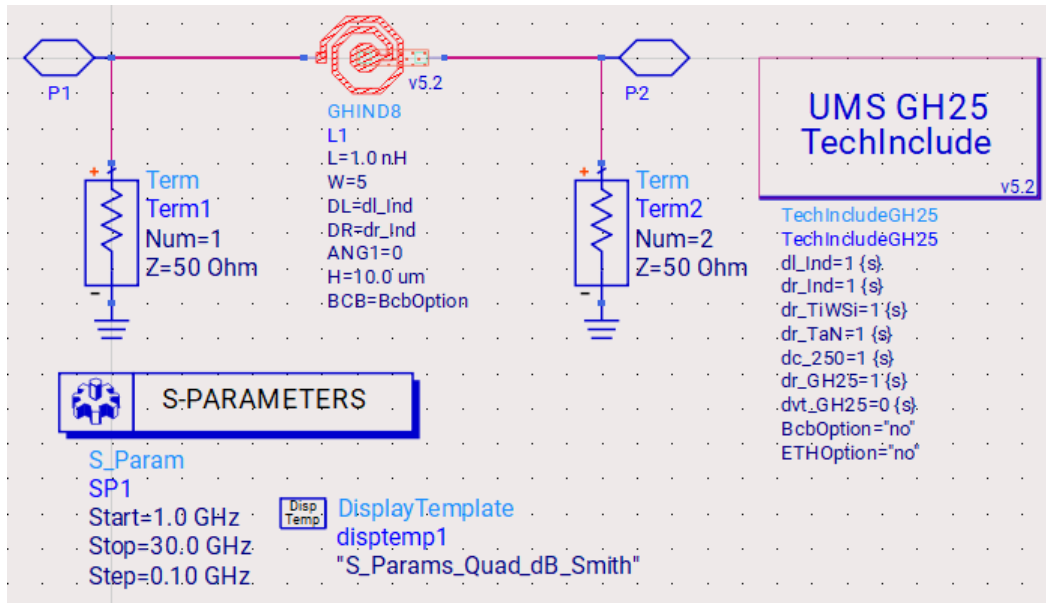 P1
v5.2
P2
GHIND8
L1
L=1.0 nH
W=5
DL=dl_Ind
DR=dr_Ind
ANG1=0
H=10.0 um
BCB=BcbOption
+
Term
Term1
Num=1
Z=50 Ohm
-
+
Term
Term2
Num=2
Z=50 Ohm
-
UMS GH25
TechInclude
v5.2
TechIncludeGH25
TechIncludeGH25
dl_Ind=1 {s}
dr_Ind=1 {s}
dr_TiWSi=1 {s}
dr_TaN=1 {s}
dc_250=1 {s}
dr_GH25=1 {s}
dvt_GH25=0 {s}
BcbOption="no"
ETHOption="no"
S-PARAMETERS
S_Param
SP1
Start=1.0 GHz
Stop=30.0 GHz
Step=0.10 GHz
Disp
Temp
DisplayTemplate
disptemp1
"S_Params_Quad_dB_Smith"